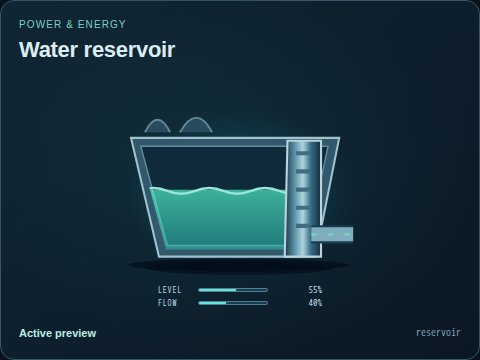 POWER & ENERGY
Water reservoir
LEVEL 55%
FLOW 40%
Active preview
reservoir